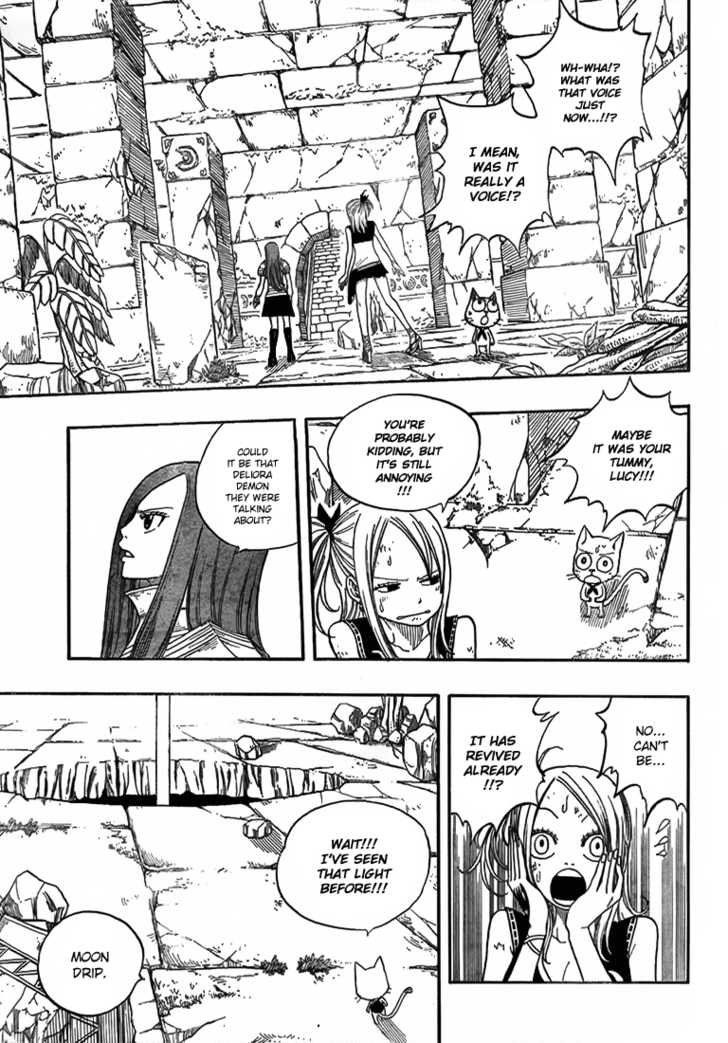 WH-WHA!?
WHAT WAS
THAT VOICE
JUST
NOW...!!?
I MEAN,
WAS IT
REALLY A
VOICE!?
MAYBE
IT WAS YOUR
TUMMY,
LUCY!!!
YOU'RE
PROBABLY
KIDDING, BUT
IT'S STILL
ANNOYING
!!!
COULD
IT BE THAT
DELIORA
DEMON
THEY WERE
TALKING
ABOUT?
NO...
CAN'T
BE...
IT HAS
REVIVED
ALREADY
!!?
WAIT!!!
I'VE SEEN
THAT LIGHT
BEFORE!!!
MOON
DRIP.